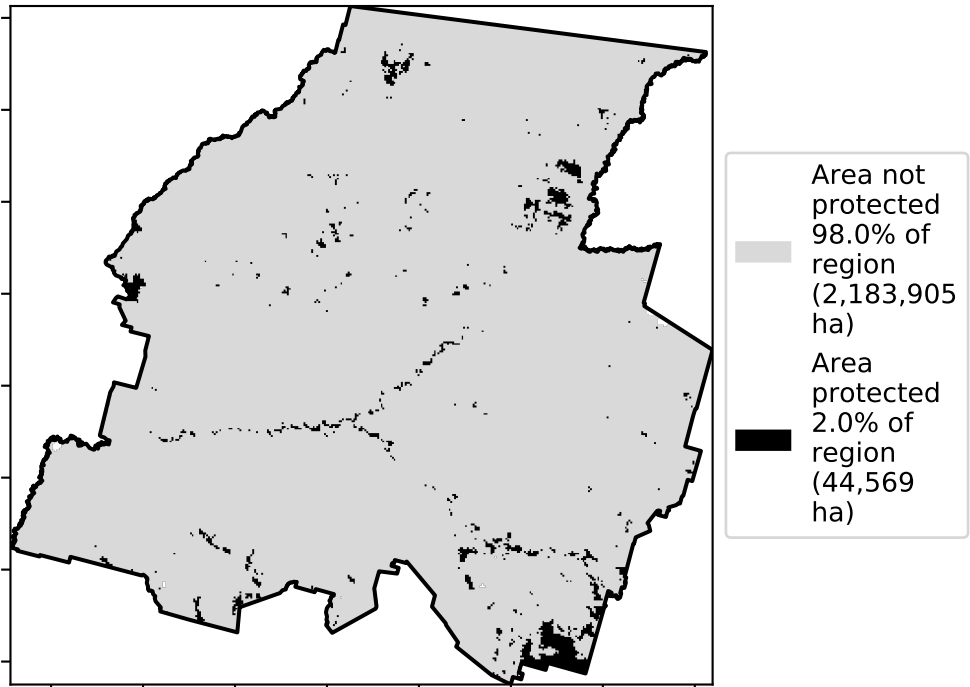 Area not
protected
98.0% of
region
(2,183,905
ha)
Area
protected
2.0% of
region
(44,569
ha)